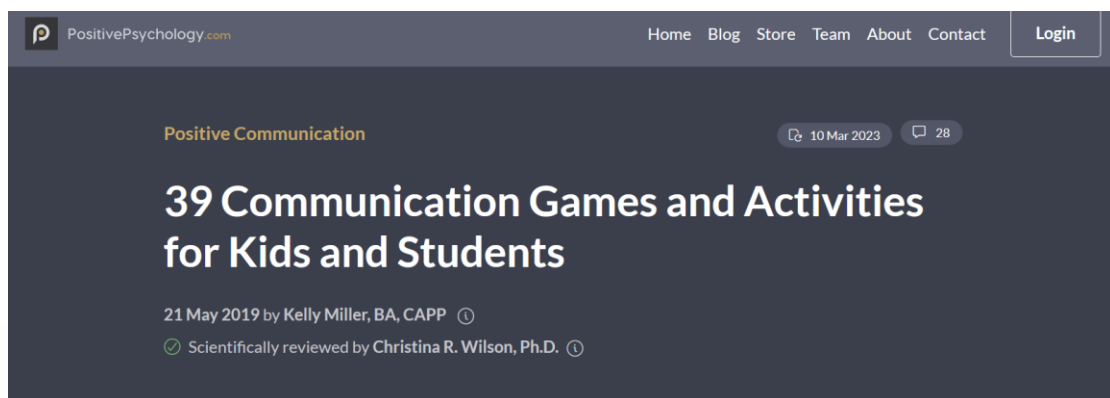 PositivePsychology.com
Home Blog Store Team About Contact Login
Positive Communication
10 Mar 2023 28
39 Communication Games and Activities
for Kids and Students
21 May 2019 by Kelly Miller, BA, CAPP
Scientifically reviewed by Christina R. Wilson, Ph.D.